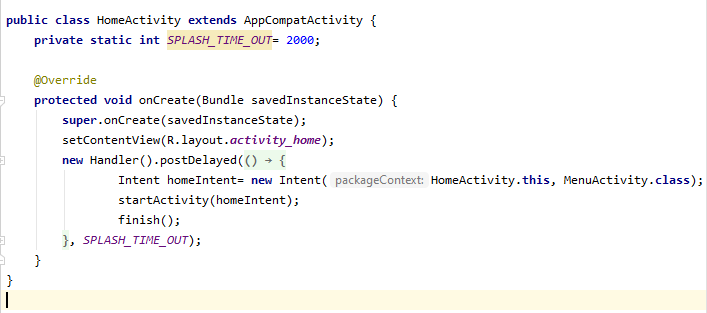 public class HomeActivity extends AppCompatActivity {
    private static int SPLASH_TIME_OUT= 2000;
    @Override
    protected void onCreate(Bundle savedInstanceState) {
        super.onCreate(savedInstanceState);
        setContentView(R.layout.activity_home);
        new Handler().postDelayed(() → {
                Intent homeIntent= new Intent( packageContext: HomeActivity.this, MenuActivity.class);
                startActivity(homeIntent);
                finish();
        }, SPLASH_TIME_OUT);
    }
}